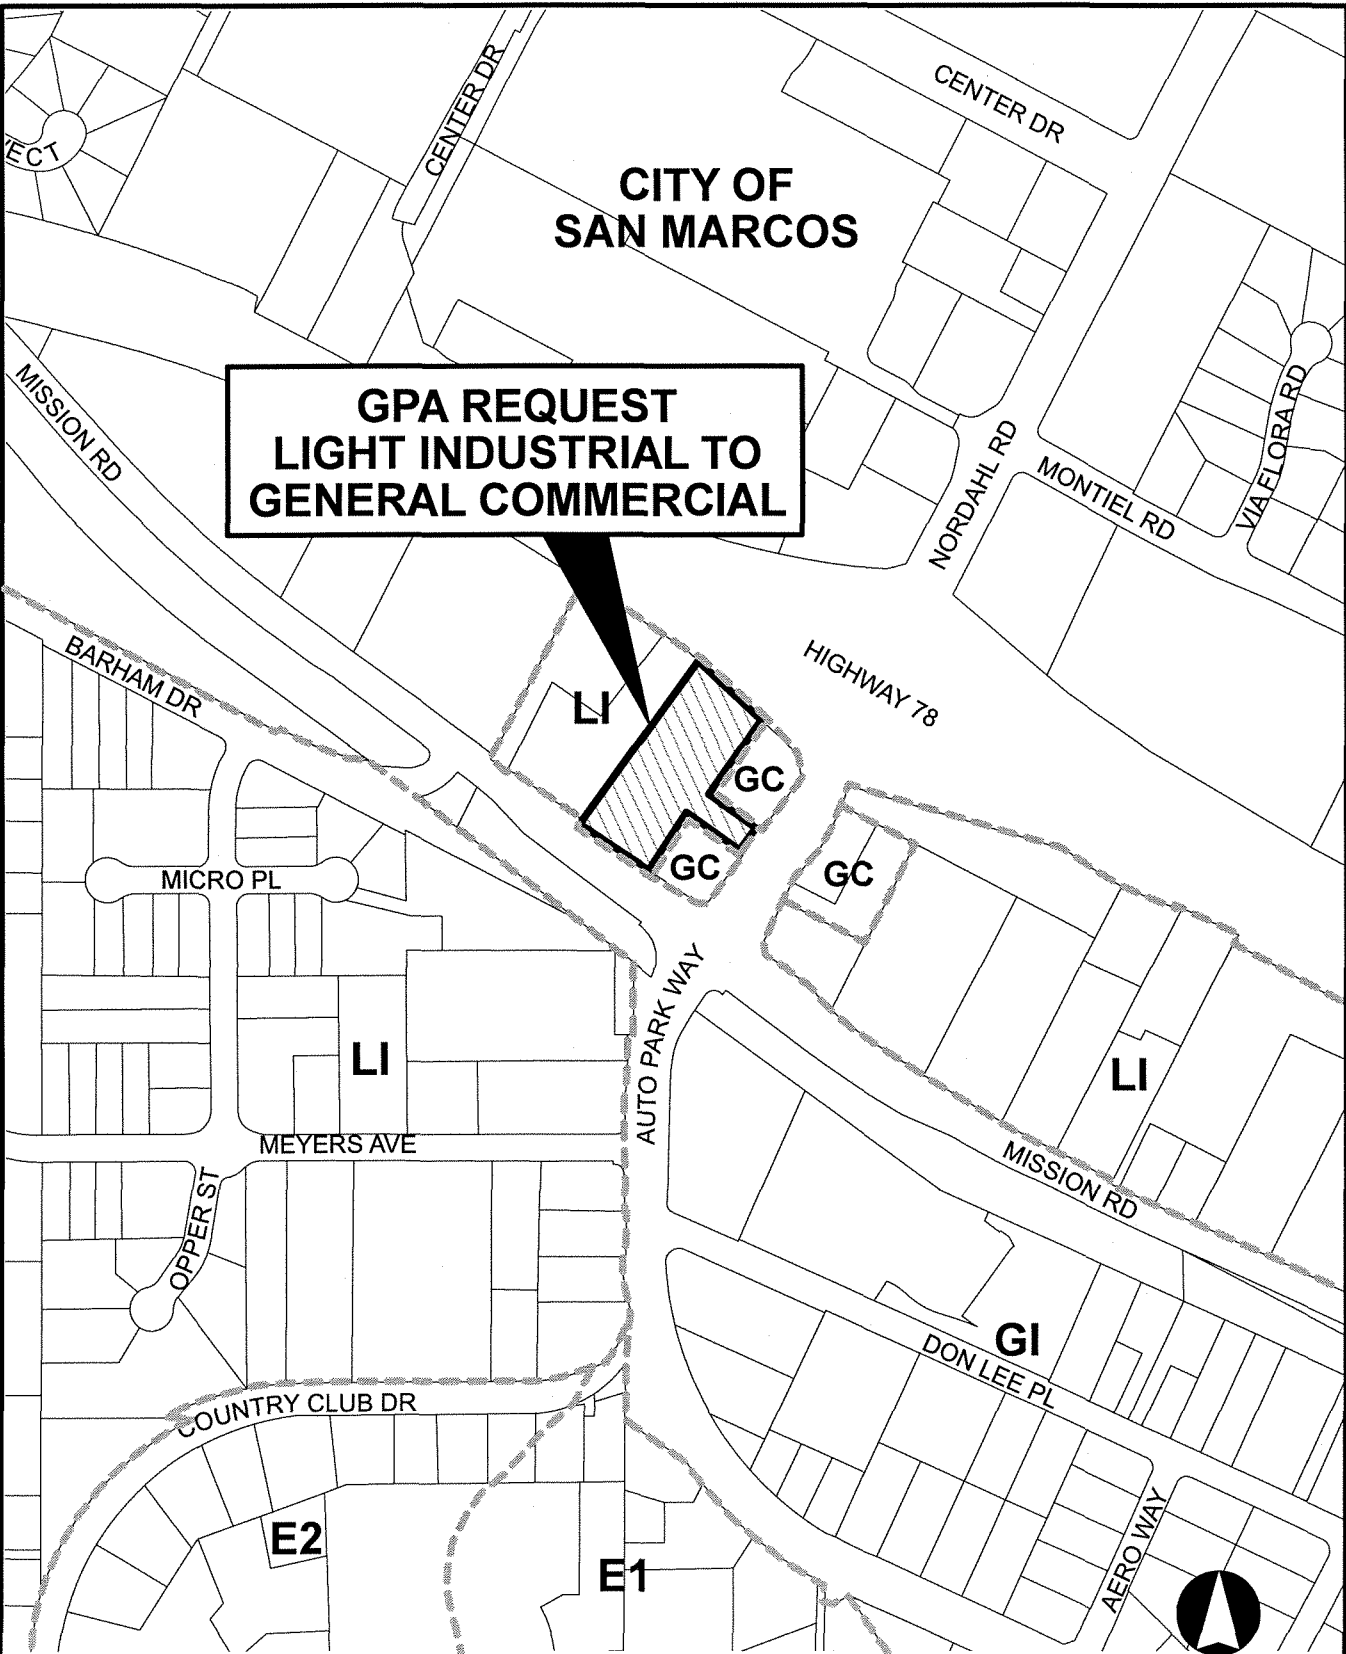 CENTER DR
CENTER DR
CITY OF
SAN MARCOS
MISSION RD
GPA REQUEST
LIGHT INDUSTRIAL TO
GENERAL COMMERCIAL
VIA FLORA RD
NORDAHL RD
MONTIEL RD
BARHAM DR
HIGHWAY 78
LI
GC
GC
GC
MICRO PL
AUTO PARK WAY
LI
LI
MEYERS AVE
MISSION RD
OPPER ST
GI
DON LEE PL
COUNTRY CLUB DR
E2
E1
AERO WAY